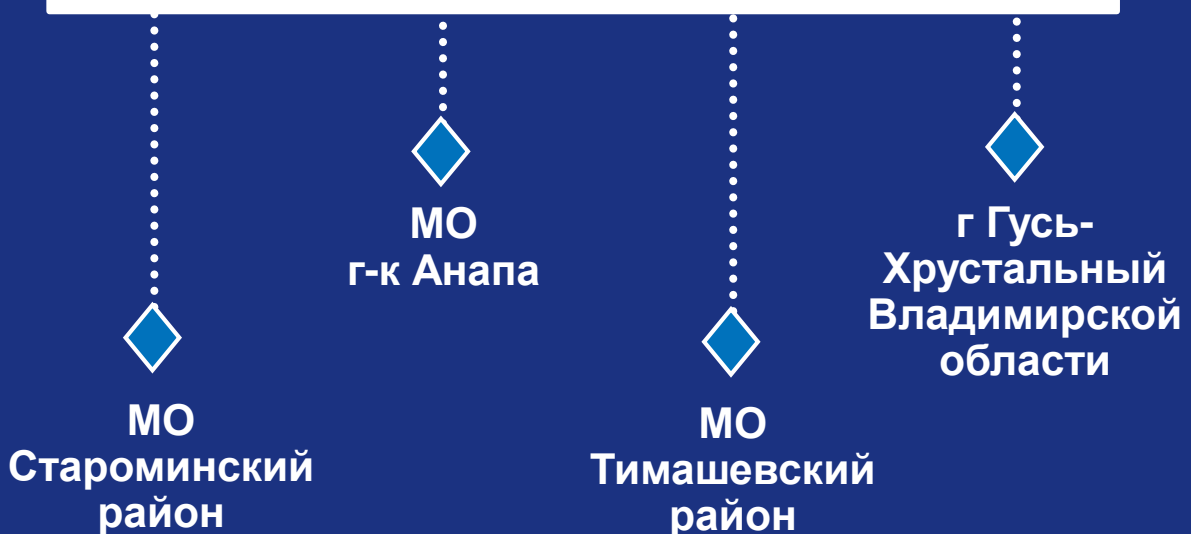 МО
Староминский
район
МО
г-к Анапа
МО
Тимашевский
район
г Гусь-
Хрустальный
Владимирской
области